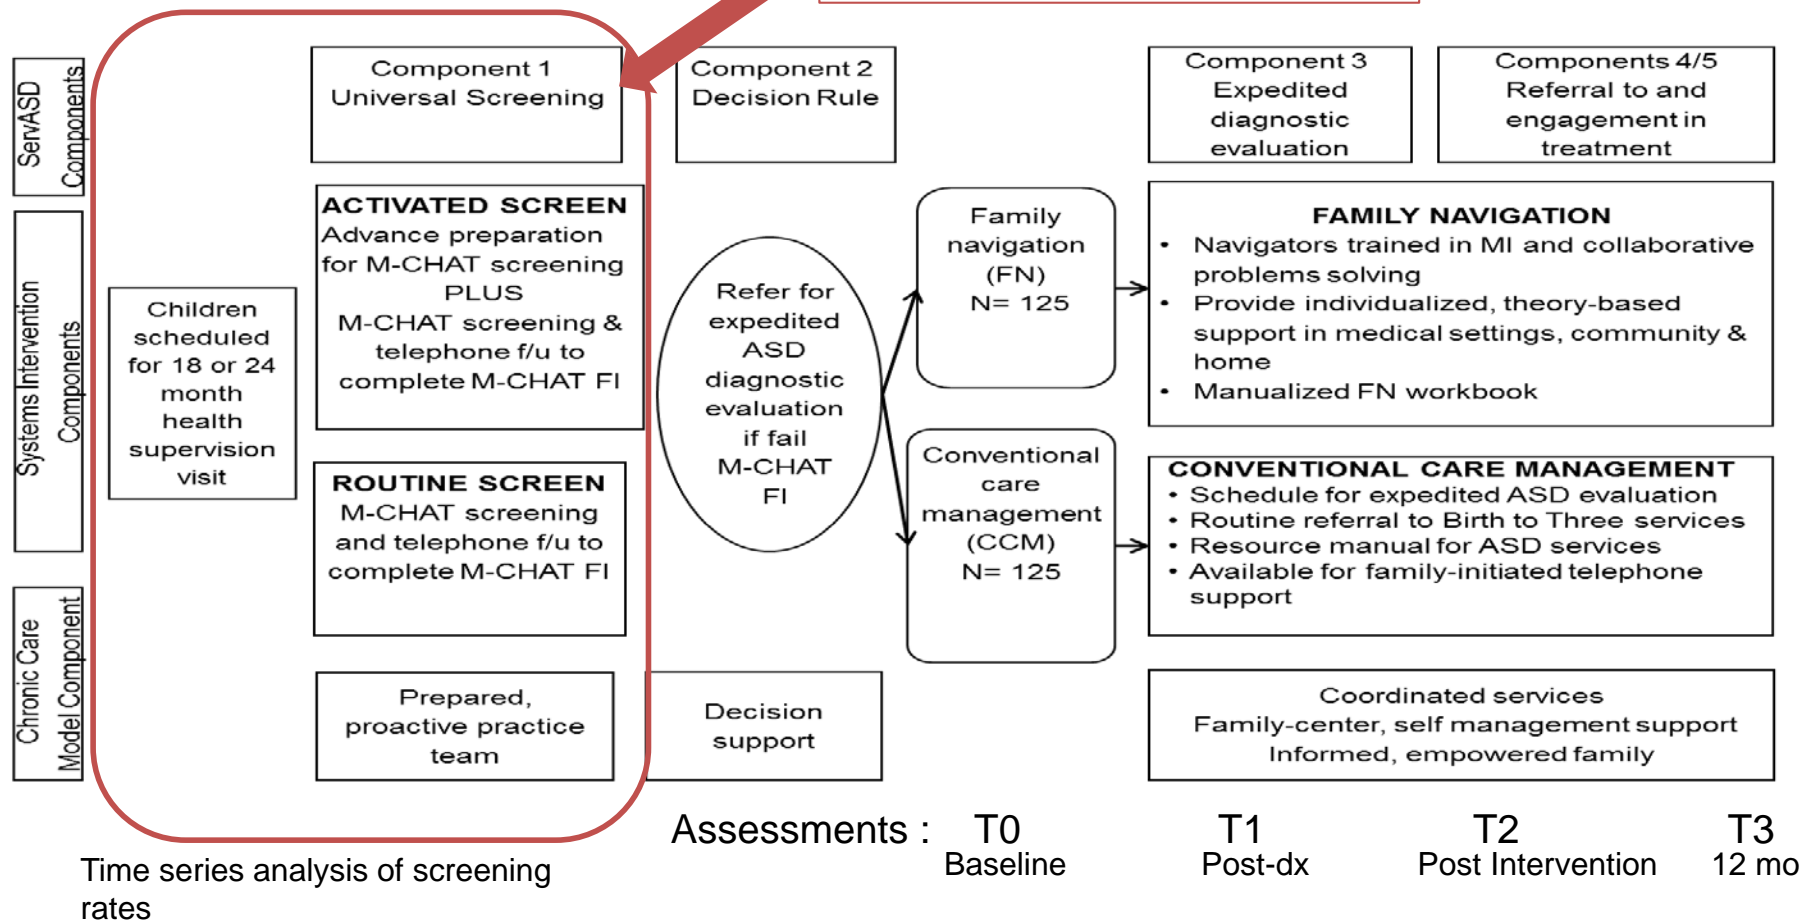 ServASD
Components
Component 1
Universal Screening
Component 2
Decision Rule
Component 3
Expedited
diagnostic
evaluation
Components 4/5
Referral to and
engagement in
treatment
Systems Intervention
Components
Children
scheduled
for 18 or 24
month
health
supervision
visit
ACTIVATED SCREEN
Advance preparation
for M-CHAT screening
PLUS
M-CHAT screening &
telephone f/u to
complete M-CHAT FI
ROUTINE SCREEN
M-CHAT screening
and telephone f/u to
complete M-CHAT FI
Refer for
expedited
ASD
diagnostic
evaluation
if fail
M-CHAT
FI
Family
navigation
(FN)
N= 125
Conventional
care
management
(CCM)
N= 125
FAMILY NAVIGATION
• Navigators trained in MI and collaborative
problems solving
• Provide individualized, theory-based
support in medical settings, community &
home
• Manualized FN workbook
CONVENTIONAL CARE MANAGEMENT
• Schedule for expedited ASD evaluation
• Routine referral to Birth to Three services
• Resource manual for ASD services
• Available for family-initiated telephone
support
Chronic Care
Model Component
Prepared,
proactive practice
team
Decision
support
Coordinated services
Family-center, self management support
Informed, empowered family
Assessments : T0 T1 T2 T3
Baseline Post-dx Post Intervention 12 mo
Time series analysis of screening
rates